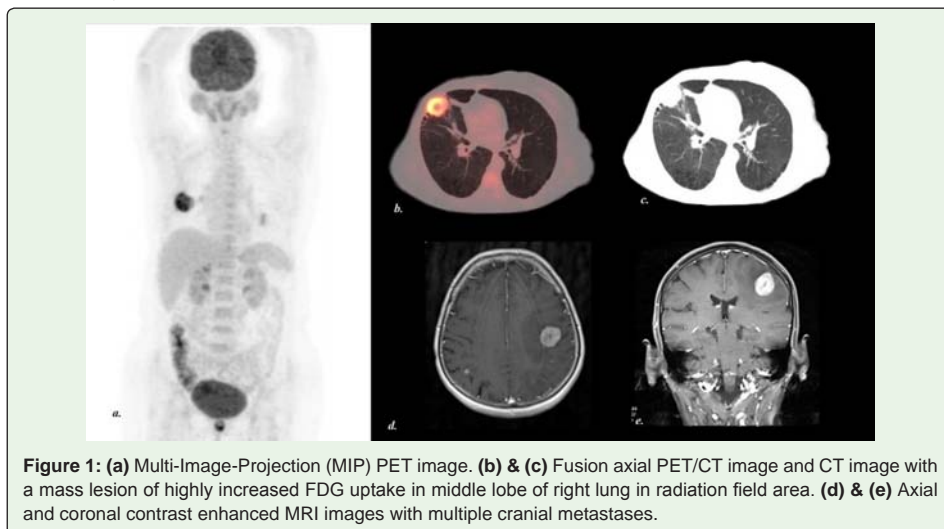 a.
b.
c.
d.
e.
Figure 1: (a) Multi-Image-Projection (MIP) PET image. (b) & (c) Fusion axial PET/CT image and CT image with
a mass lesion of highly increased FDG uptake in middle lobe of right lung in radiation field area. (d) & (e) Axial
and coronal contrast enhanced MRI images with multiple cranial metastases.